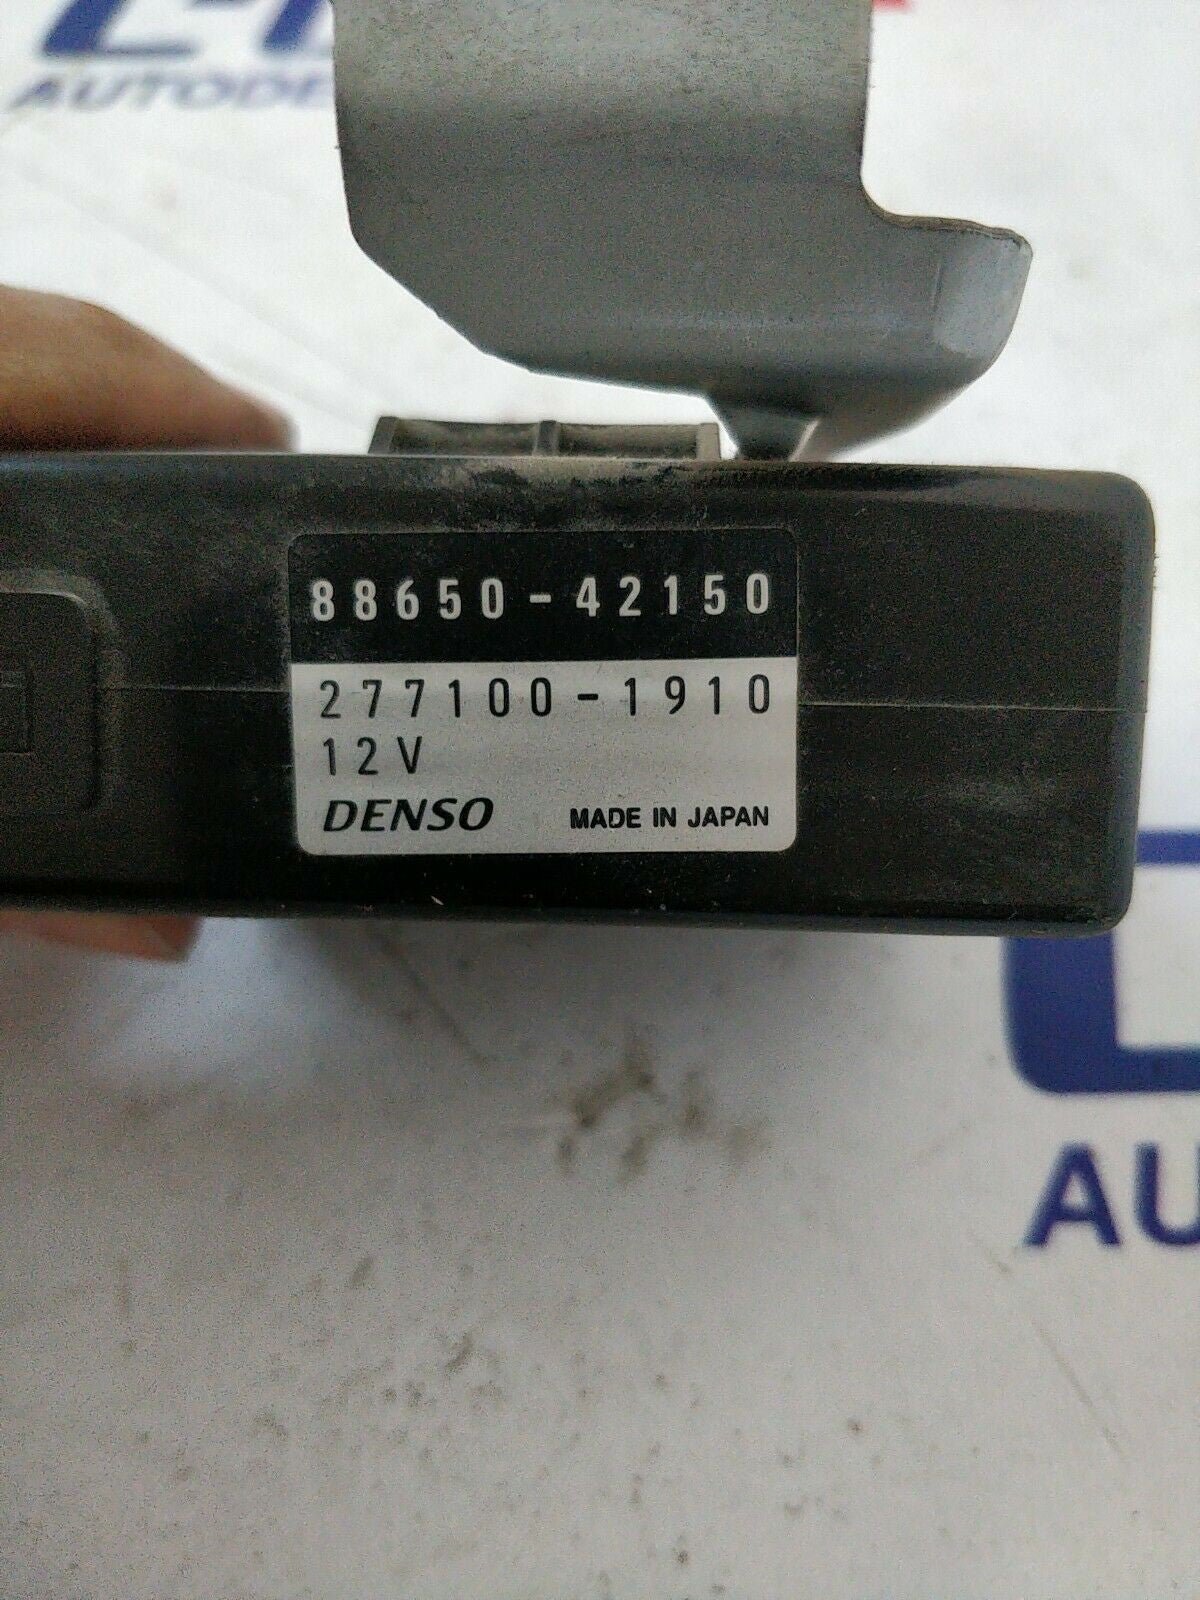 88650-42150
277100-1910
12V
DENSO MADE IN JAPAN